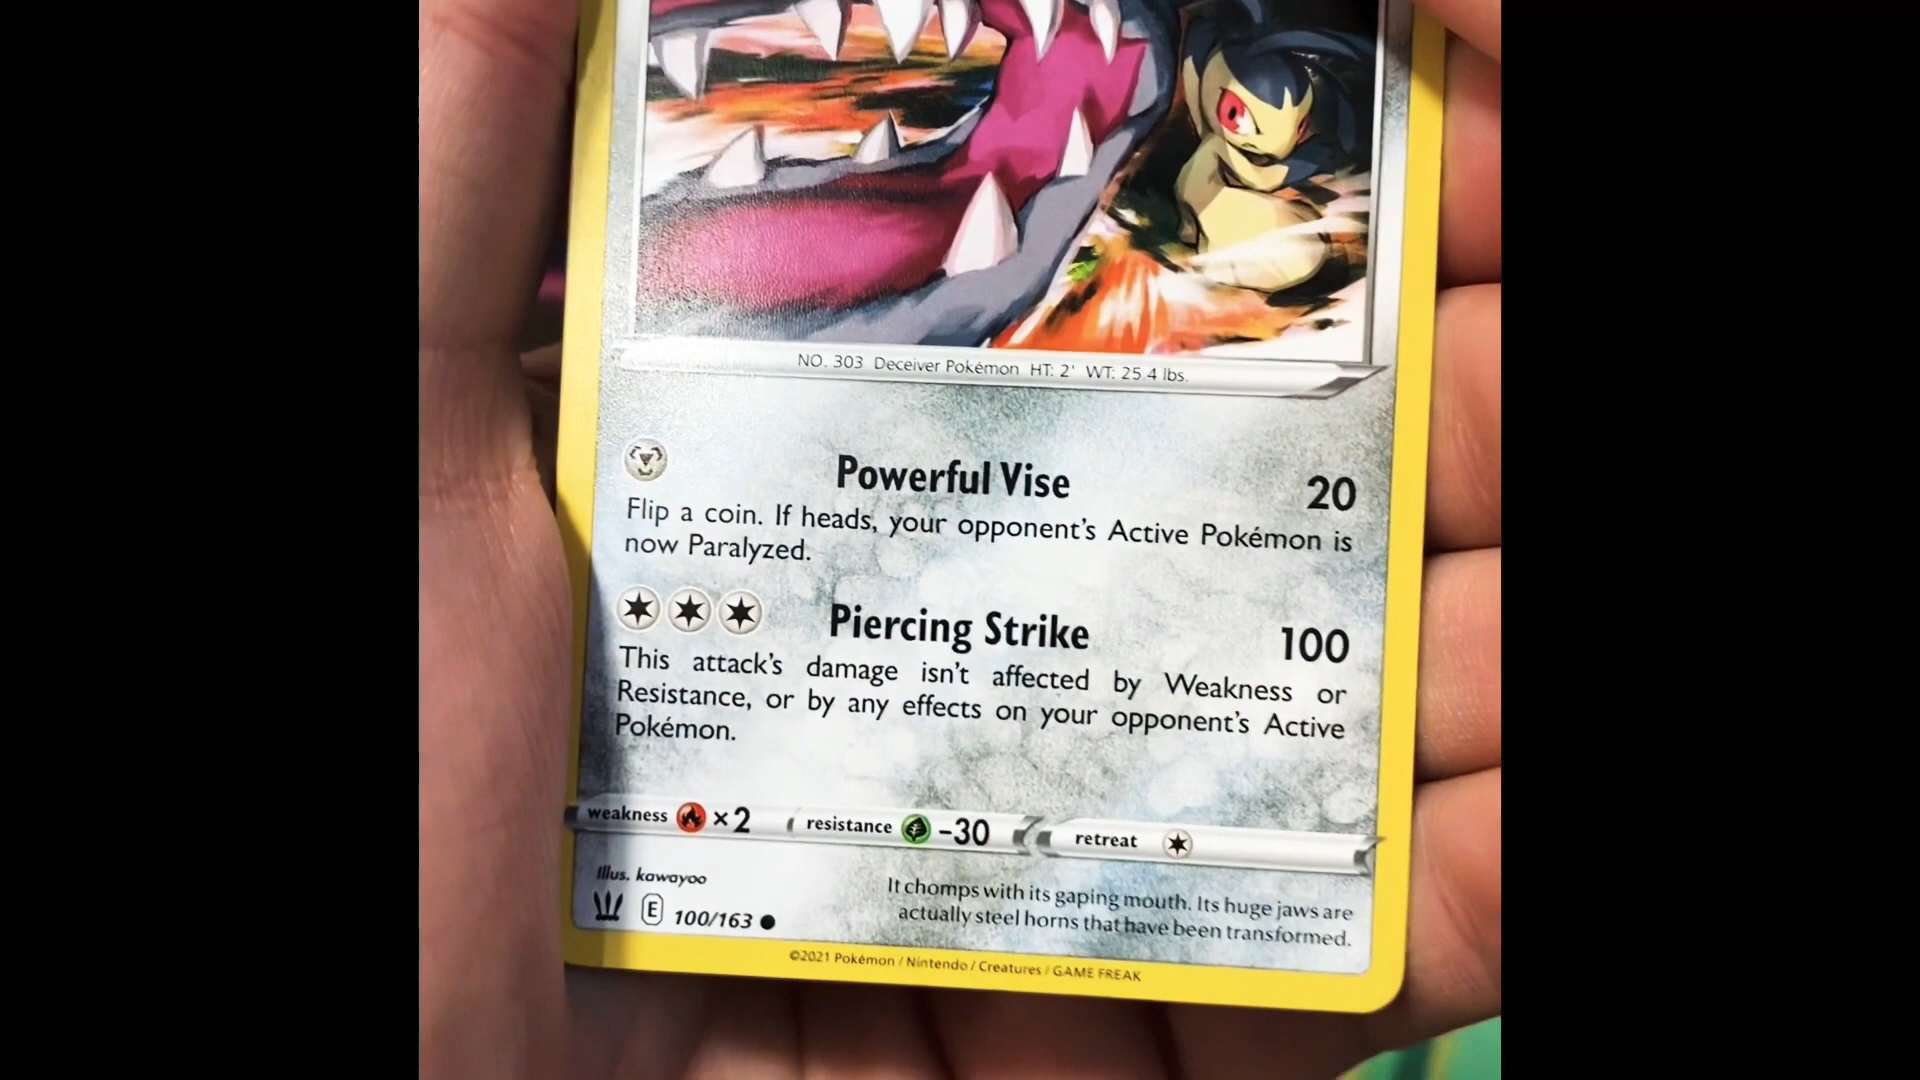 NO. 303 Deceiver Pokémon HT: 2' WT: 25.4 lbs.
Powerful Vise 20
Flip a coin. If heads, your opponent's Active Pokémon is
now Paralyzed.
Piercing Strike 100
This attack's damage isn't affected by Weakness or
Resistance, or by any effects on your opponent's Active
Pokémon.
weakness ×2 resistance -30 retreat
Illus. kawayoo
E 100/163
It chomps with its gaping mouth. Its huge jaws are
actually steel horns that have been transformed.
©2021 Pokémon / Nintendo / Creatures / GAME FREAK